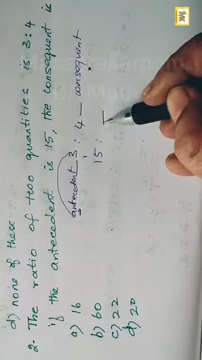 d) none of these
2. The ratio of two quantities is 3:4
if the antecedent is 15, the consequent is
antecedent 3 : 4 - consequent
15 :
a) 16
b) 60
c) 22
d) 20